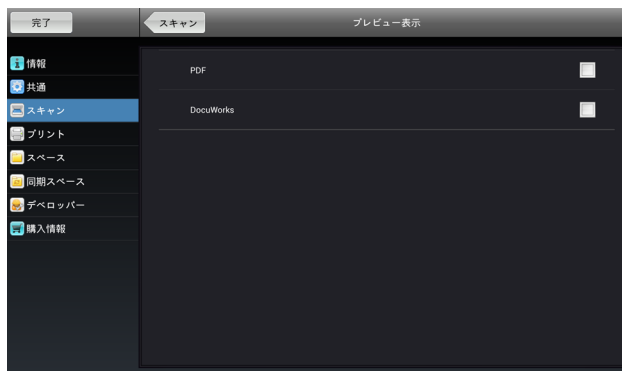 完了
スキャン
プレビュー表示
情報
共通
スキャン
プリント
スペース
同期スペース
デベロッパー
購入情報
PDF
DocuWorks